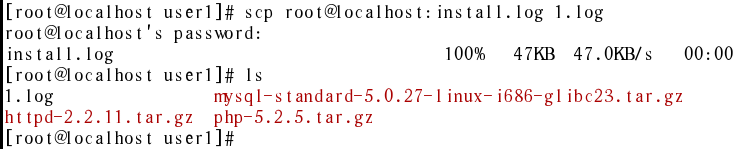 [root@localhost user1]# scp root@localhost:install.log 1.log
root@localhost's password:
install.log 100% 47KB 47.0KB/s 00:00
[root@localhost user1]# ls
1.log mysql-standard-5.0.27-linux-i686-glibc23.tar.gz
httpd-2.2.11.tar.gz php-5.2.5.tar.gz
[root@localhost user1]#